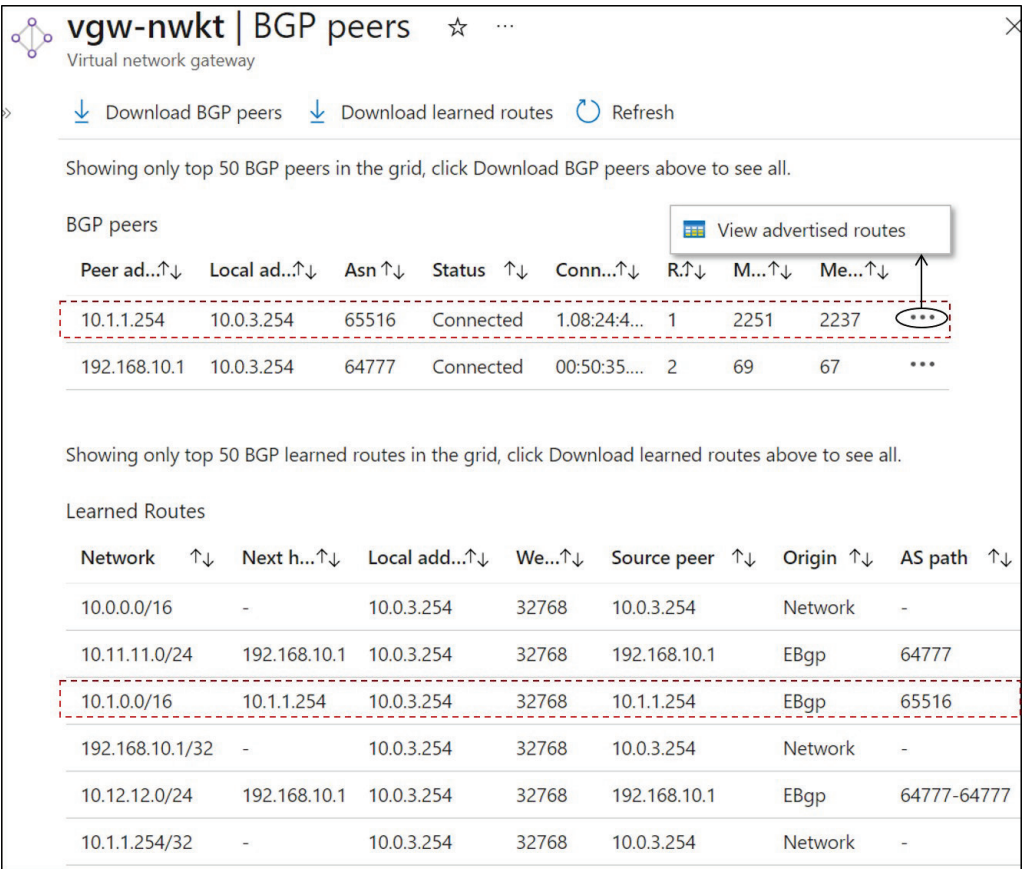 vgw-nwkt | BGP peers ☆ ···
Virtual network gateway
Download BGP peers Download learned routes Refresh
Showing only top 50 BGP peers in the grid, click Download BGP peers above to see all.
BGP peers
View advertised routes
Peer ad...↑↓ Local ad...↑↓ Asn ↑↓ Status ↑↓ Conn...↑↓ R.↑↓ M...↑↓ Me...↑↓
10.1.1.254 10.0.3.254 65516 Connected 1.08:24:4... 1 2251 2237 •••
192.168.10.1 10.0.3.254 64777 Connected 00:50:35.... 2 69 67 •••
Showing only top 50 BGP learned routes in the grid, click Download learned routes above to see all.
Learned Routes
Network ↑↓ Next h...↑↓ Local add...↑↓ We...↑↓ Source peer ↑↓ Origin ↑↓ AS path ↑↓
10.0.0.0/16 - 10.0.3.254 32768 10.0.3.254 Network -
10.11.11.0/24 192.168.10.1 10.0.3.254 32768 192.168.10.1 EBgp 64777
10.1.0.0/16 10.1.1.254 10.0.3.254 32768 10.1.1.254 EBgp 65516
192.168.10.1/32 - 10.0.3.254 32768 10.0.3.254 Network -
10.12.12.0/24 192.168.10.1 10.0.3.254 32768 192.168.10.1 EBgp 64777-64777
10.1.1.254/32 - 10.0.3.254 32768 10.0.3.254 Network -